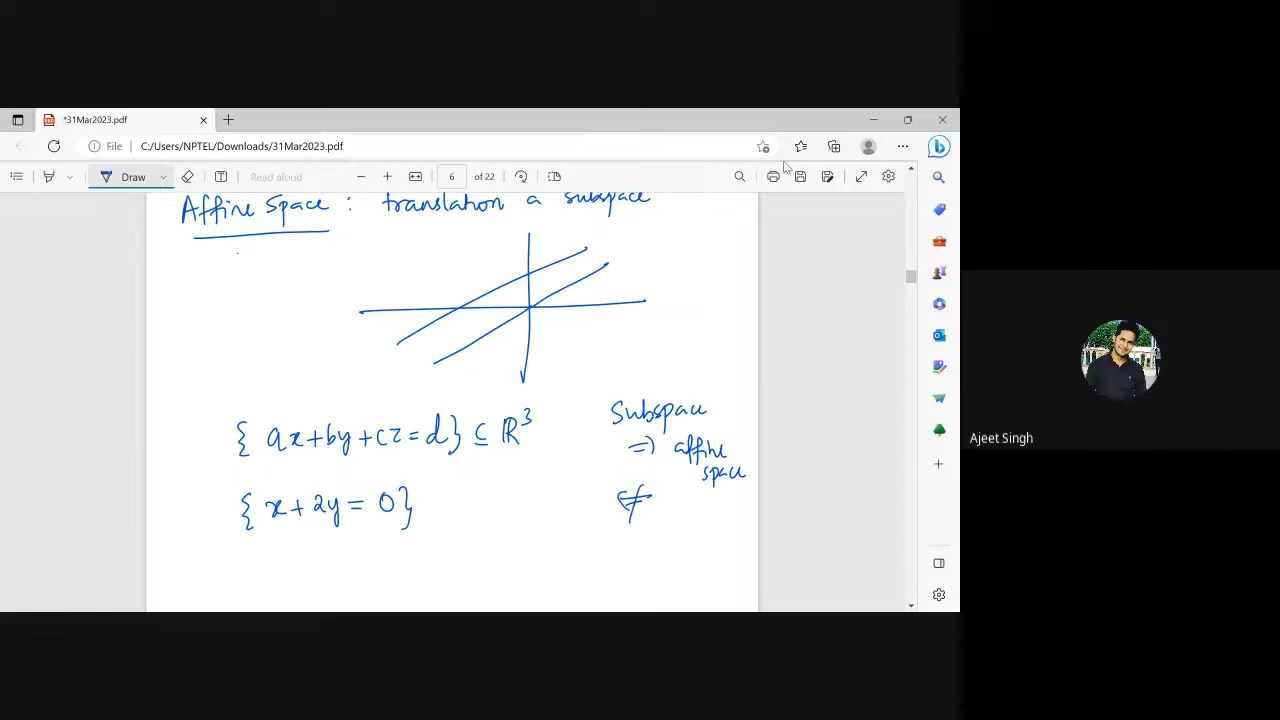 *31Mar2023.pdf
File C:/Users/NPTEL/Downloads/31Mar2023.pdf
Draw Read aloud 6 of 22
Affine Space : translation a subspace
{ ax+by+cz=d} ⊆ ℝ³
Subspace
=> affine
space
{ x+2y= 0}
⇍
Ajeet Singh